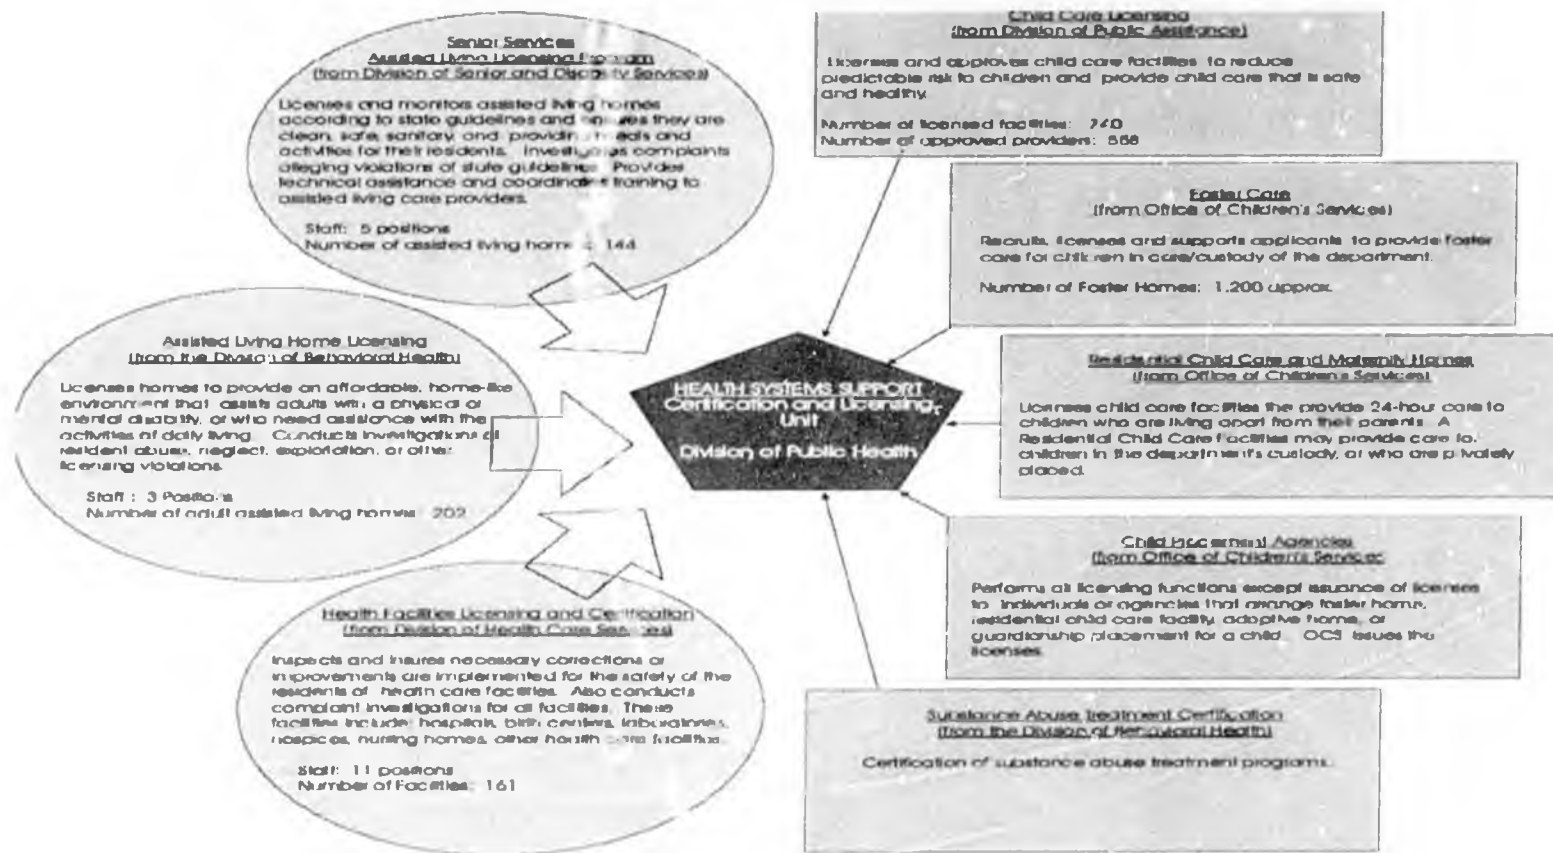 Senior Services
Assisted Living Licensing Program
(from Division of Senior and Disability Services)
Licenses and monitors assisted living homes
according to state guidelines and ensures they are
clean, safe, sanitary, and providing meals and
activities for their residents. Investigates complaints
alleging violations of state guidelines. Provides
technical assistance and coordinates training to
assisted living care providers.
Staff: 5 positions
Number of assisted living homes: 144
Assisted Living Home Licensing
(from the Division of Behavioral Health)
Licenses homes to provide an affordable, home-like
environment that assists adults with a physical or
mental disability, or who need assistance with the
activities of daily living. Conducts investigations of
resident abuse, neglect, exploitation, or other
licensing violations.
Staff: 3 Positions
Number of adult assisted living homes: 202
Health Facilities Licensing and Certification
(from Division of Health Care Services)
Inspects and insures necessary corrections or
improvements are implemented for the safety of the
residents of health care facilities. Also conducts
complaint investigations for all facilities. These
facilities include: hospitals, birth centers, laboratories,
hospices, nursing homes, other health care facilities.
Staff: 11 positions
Number of Facilities: 161
HEALTH SYSTEMS SUPPORT
Certification and Licensing
Unit
Division of Public Health
Child Care Licensing
(from Division of Public Assistance)
Licenses and approves child care facilities to reduce
predictable risk to children and provide child care that is safe
and healthy.
Number of licensed facilities:
Number of approved providers:
Foster Care
(from Office of Children's Services)
Recruits, licenses and supports applicants to provide foster
care for children in care/custody of the department.
Number of Foster Homes: 1,200 approx.
Residential Child Care and Maternity Homes
(from Office of Children's Services)
Licenses child care facilities the provide 24-hour care to
children who are living apart from their parents. A
Residential Child Care Facilities may provide care to
children in the department's custody, or who are privately
placed.
Child Placement Agencies
(from Office of Children's Services
Performs all licensing functions except issuance of licenses
to individuals or agencies that arrange foster home,
residential child care facility, adoptive home, or
guardianship placement for a child. OCS issues the
licenses.
Substance Abuse Treatment Certification
(from the Division of Behavioral Health)
Certification of substance abuse treatment programs.